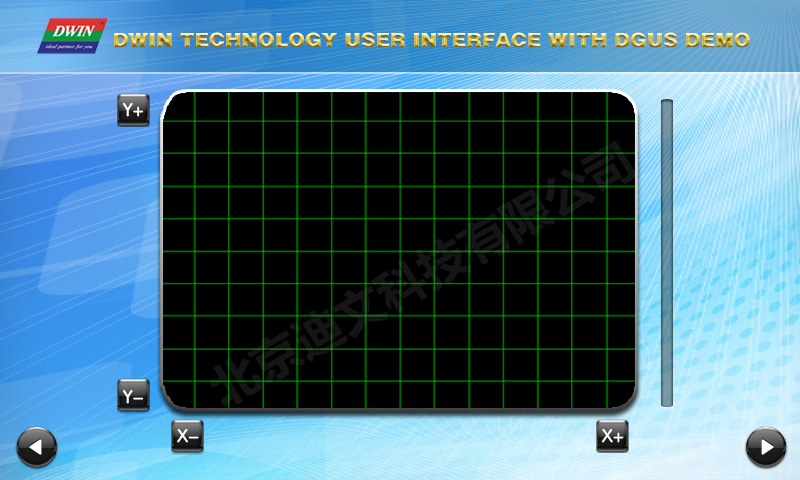 DWIN
ideal partner for you
DWIN TECHNOLOGY USER INTERFACE WITH DGUS DEMO
Y+
北京迪文科技有限公司
Y−
X−
X+